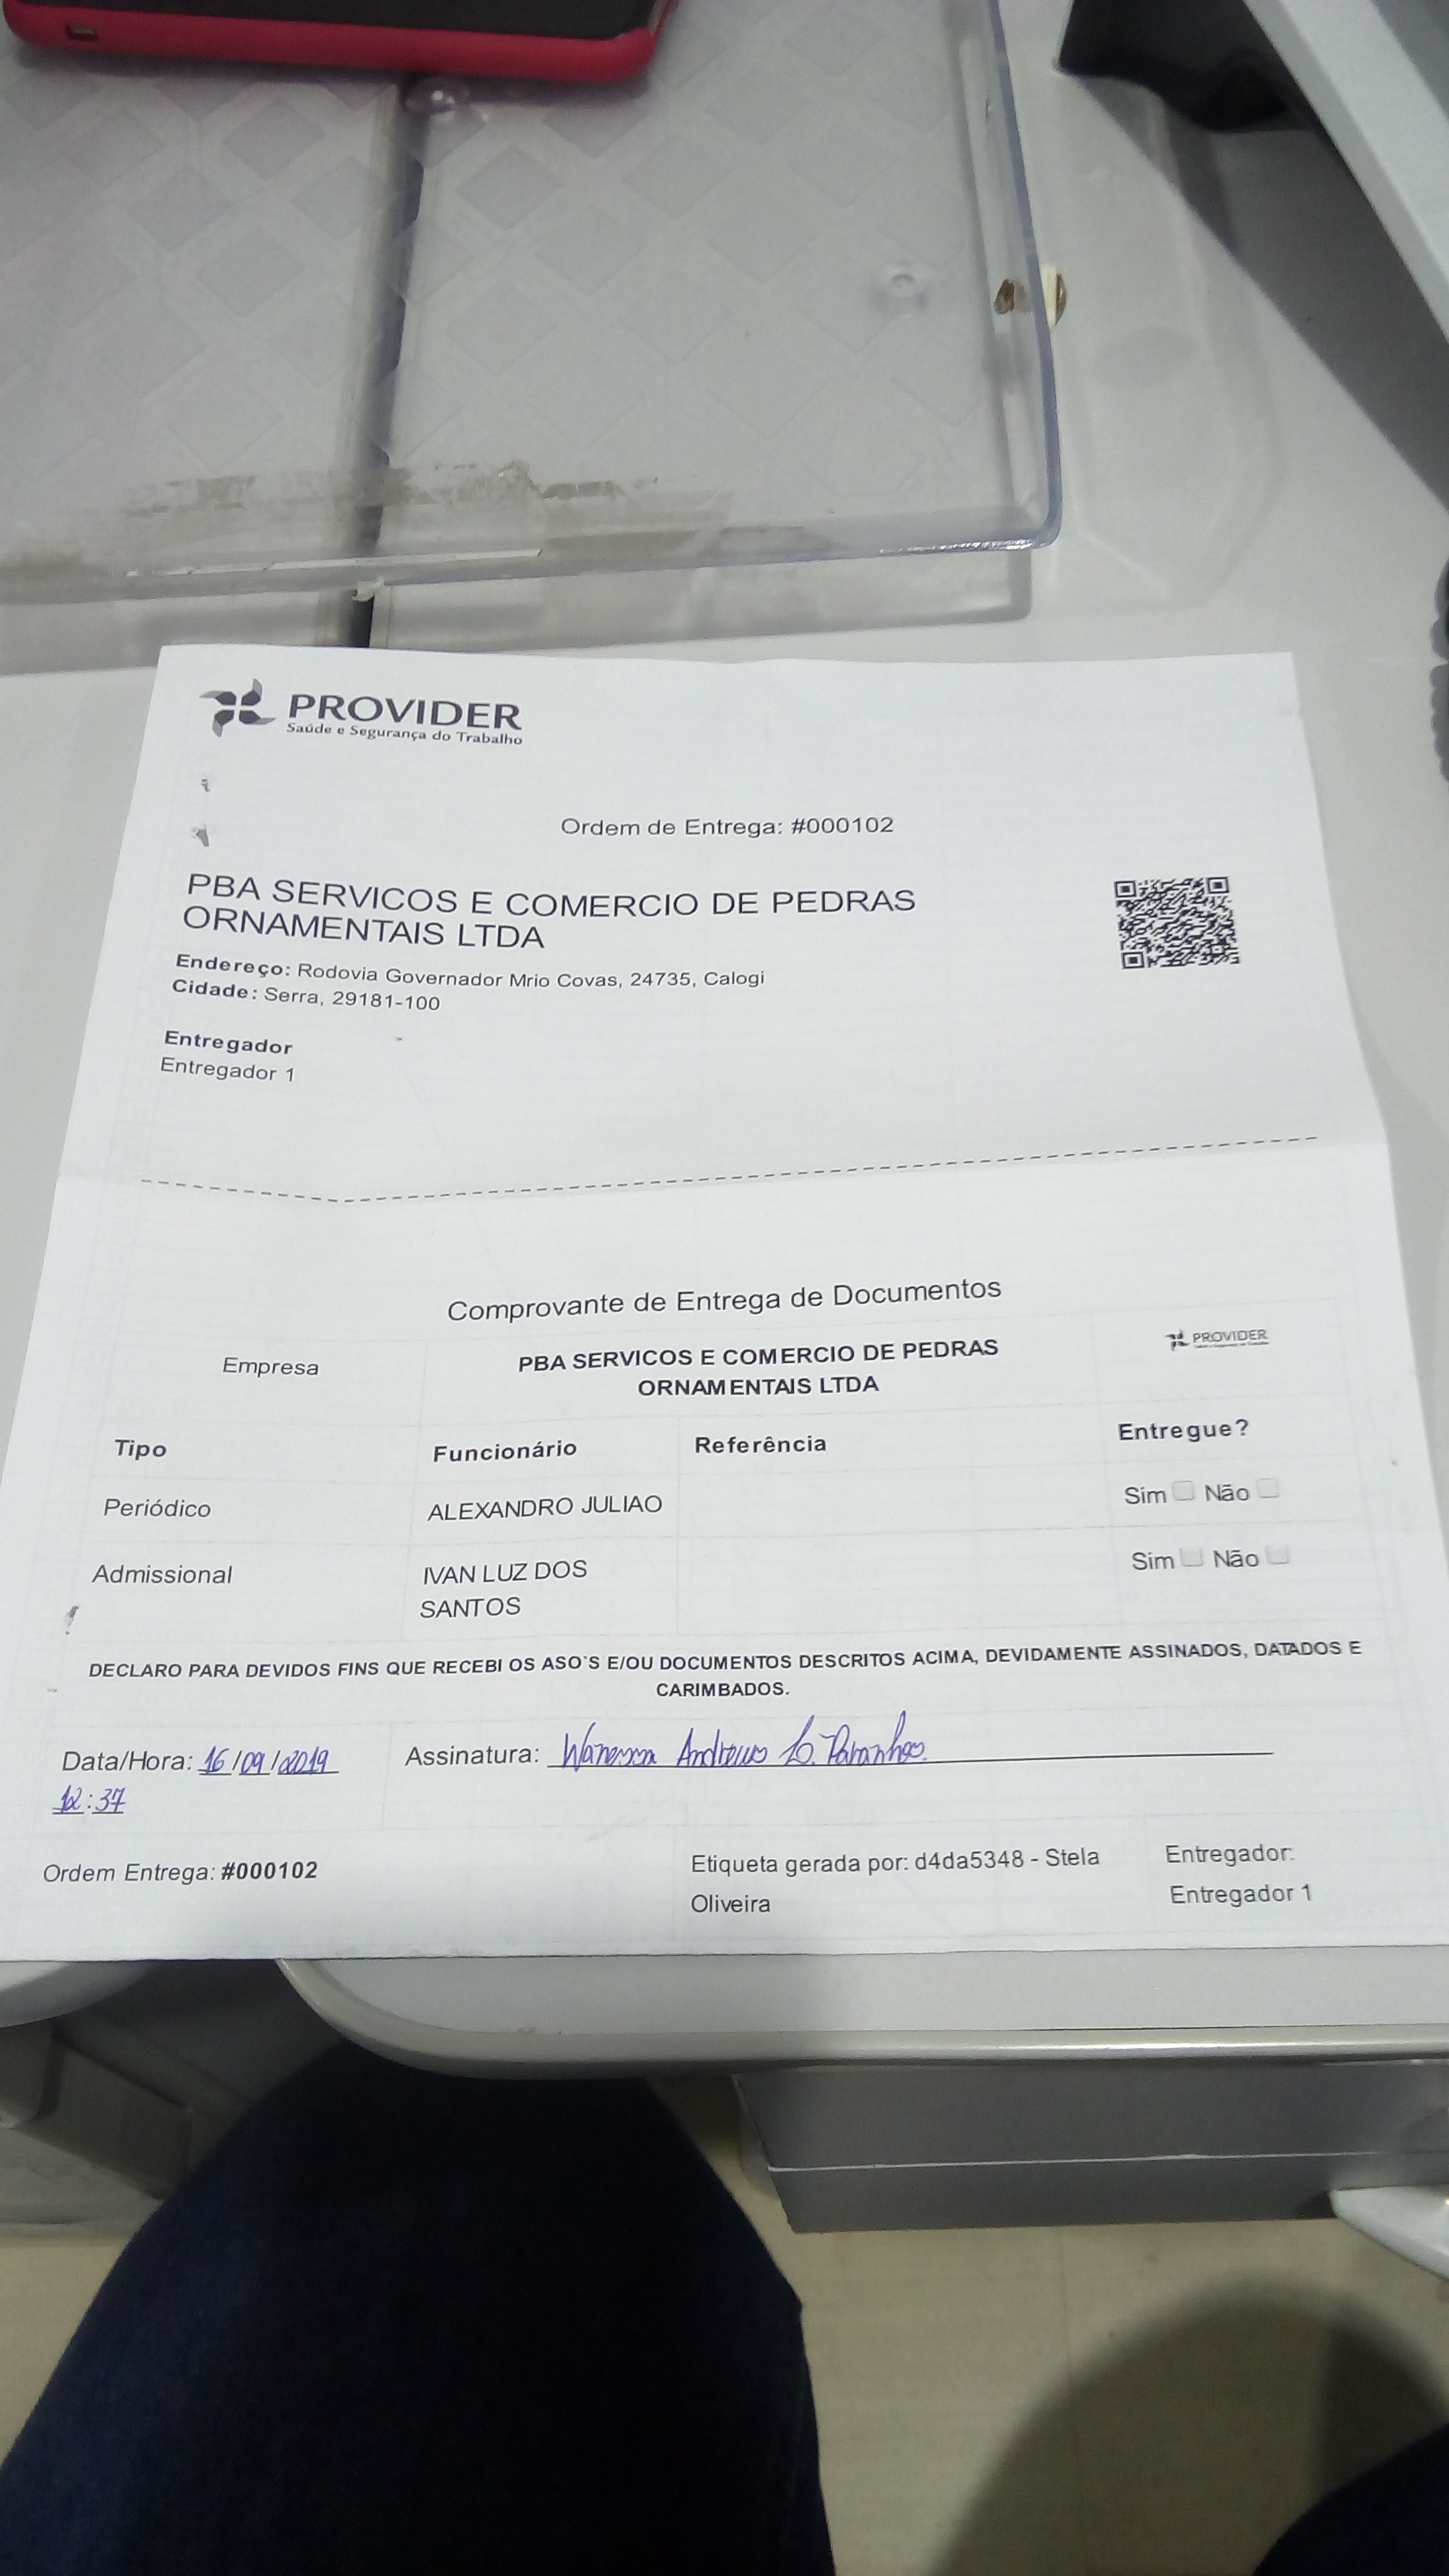 PROVIDER
Saúde e Segurança do Trabalho
Ordem de Entrega: #000102
PBA SERVICOS E COMERCIO DE PEDRAS
ORNAMENTAIS LTDA
Endereço: Rodovia Governador Mrio Covas, 24735, Calogi
Cidade: Serra, 29181-100
Entregador
Entregador 1
Comprovante de Entrega de Documentos
Empresa PBA SERVICOS E COMERCIO DE PEDRAS
ORNAMENTAIS LTDA
PROVIDER
Tipo Funcionário Referência Entregue?
Periódico ALEXANDRO JULIAO Sim Não
Admissional IVAN LUZ DOS Sim Não
SANTOS
DECLARO PARA DEVIDOS FINS QUE RECEBI OS ASO'S E/OU DOCUMENTOS DESCRITOS ACIMA, DEVIDAMENTE ASSINADOS, DATADOS E
CARIMBADOS.
Data/Hora: 16/09/2019 Assinatura: Wanessa Paranhos
12:37
Ordem Entrega: #000102 Etiqueta gerada por: d4da5348 - Stela Entregador:
Oliveira Entregador 1